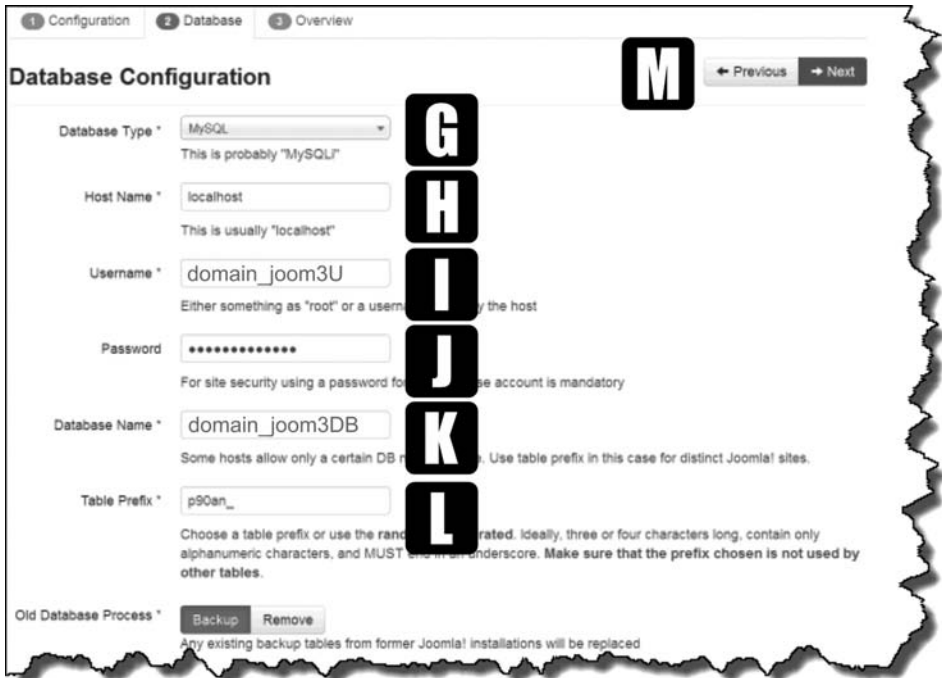 1 Configuration 2 Database 3 Overview
Database Configuration M Previous Next
Database Type * MySQL G
This is probably "MySQLi"
Host Name * localhost H
This is usually "localhost"
Username * domain_joom3U I
Either something as "root" or a usern y the host
Password ••••••••••••• J
For site security using a password fo se account is mandatory
Database Name * domain_joom3DB K
Some hosts allow only a certain DB n e. Use table prefix in this case for distinct Joomla! sites.
Table Prefix * p90an_ L
Choose a table prefix or use the ran rated. Ideally, three or four characters long, contain only
alphanumeric characters, and MUST underscore. Make sure that the prefix chosen is not used by
other tables.
Old Database Process * Backup Remove
Any existing backup tables from former Joomla! installations will be replaced